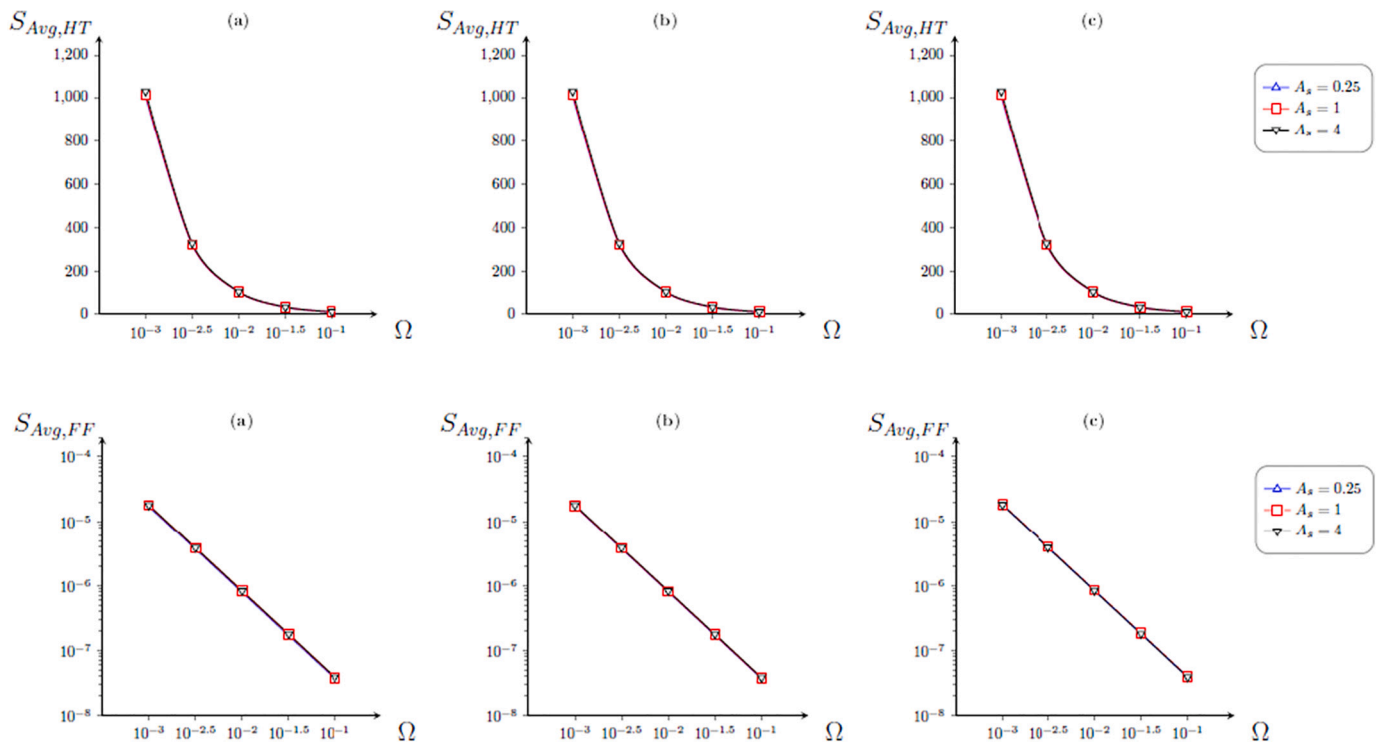 S_{Avg,HT} (a)
1,200
1,000
800
600
400
200
0
10^{-3} 10^{-2.5} 10^{-2} 10^{-1.5} 10^{-1} Ω
S_{Avg,HT} (b)
1,200
1,000
800
600
400
200
0
10^{-3} 10^{-2.5} 10^{-2} 10^{-1.5} 10^{-1} Ω
S_{Avg,HT} (c)
1,200
1,000
800
600
400
200
0
10^{-3} 10^{-2.5} 10^{-2} 10^{-1.5} 10^{-1} Ω
A_s = 0.25
A_s = 1
A_s = 4
S_{Avg,FF} (a)
10^{-4}
10^{-5}
10^{-6}
10^{-7}
10^{-8}
10^{-3} 10^{-2.5} 10^{-2} 10^{-1.5} 10^{-1} Ω
S_{Avg,FF} (b)
10^{-4}
10^{-5}
10^{-6}
10^{-7}
10^{-8}
10^{-3} 10^{-2.5} 10^{-2} 10^{-1.5} 10^{-1} Ω
S_{Avg,FF} (c)
10^{-4}
10^{-5}
10^{-6}
10^{-7}
10^{-8}
10^{-3} 10^{-2.5} 10^{-2} 10^{-1.5} 10^{-1} Ω
A_s = 0.25
A_s = 1
A_s = 4